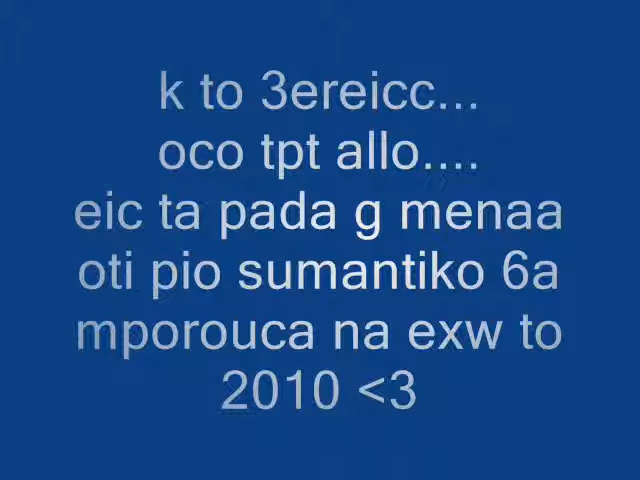 k to 3ereicc...
oco tpt allo....
eic ta pada g menaa
oti pio sumantiko 6a
mporouca na exw to
2010 <3